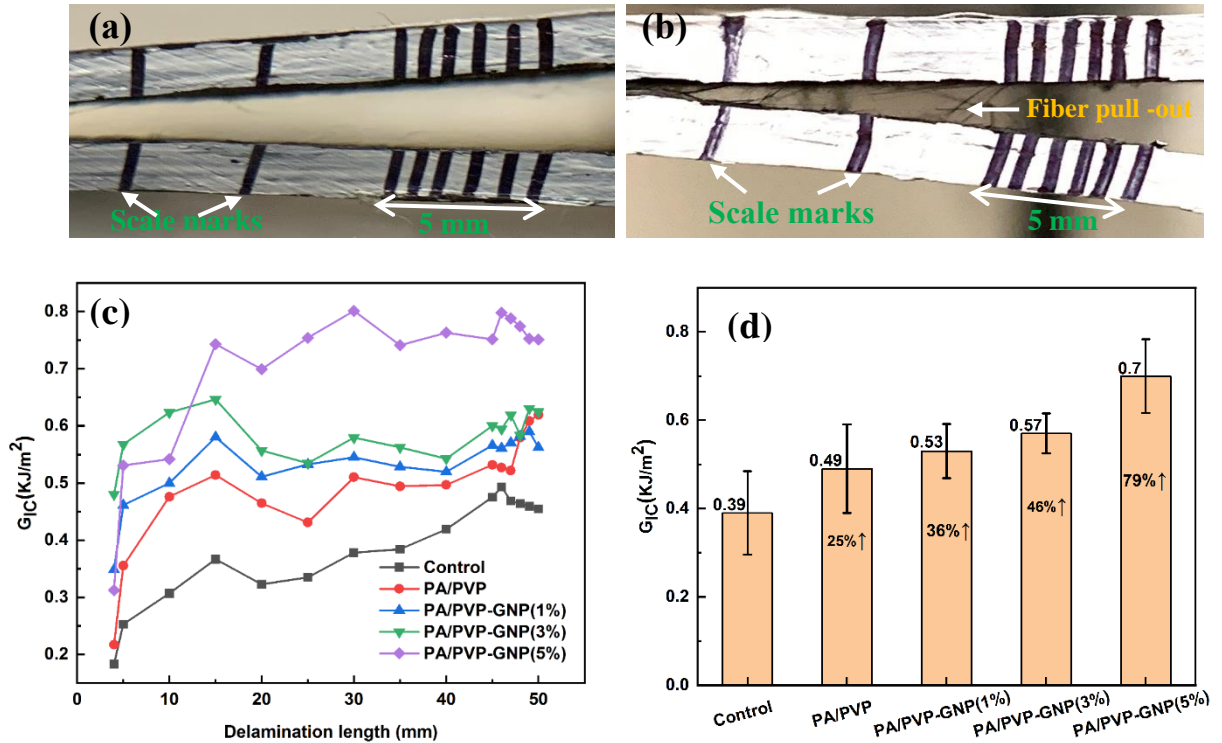 (a)
Scale marks
5 mm
(b)
Fiber pull -out
Scale marks
5 mm
(c)
G_IC(KJ/m²)
0.8
0.7
0.6
0.5
0.4
0.3
0.2
0
10
20
30
40
50
Delamination length (mm)
Control
PA/PVP
PA/PVP-GNP(1%)
PA/PVP-GNP(3%)
PA/PVP-GNP(5%)
(d)
G_IC(KJ/m²)
0.8
0.6
0.4
0.2
0.0
0.39
0.49
25%↑
0.53
36%↑
0.57
46%↑
0.7
79%↑
Control
PA/PVP
PA/PVP-GNP(1%)
PA/PVP-GNP(3%)
PA/PVP-GNP(5%)